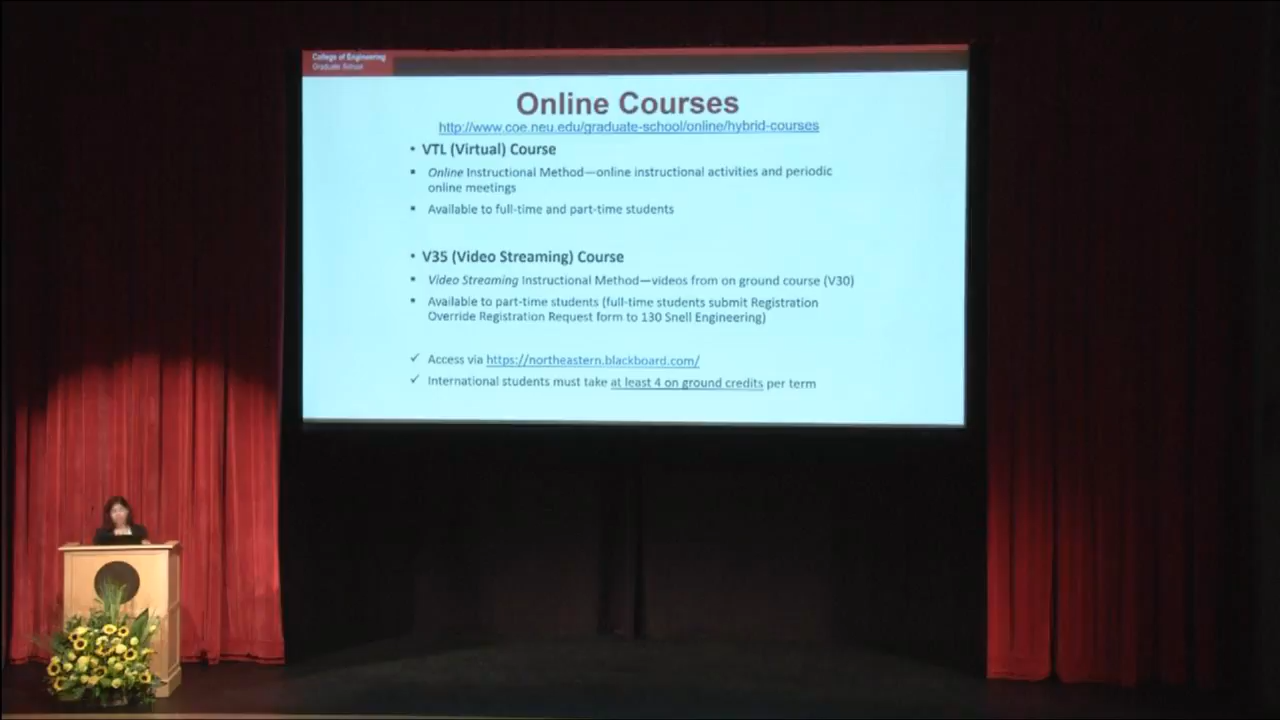 College of Engineering
Graduate School
Online Courses
http://www.coe.neu.edu/graduate-school/online/hybrid-courses
• VTL (Virtual) Course
▪ Online Instructional Method—online instructional activities and periodic
online meetings
▪ Available to full-time and part-time students
• V35 (Video Streaming) Course
▪ Video Streaming Instructional Method—videos from on ground course (V30)
▪ Available to part-time students (full-time students submit Registration
Override Registration Request form to 130 Snell Engineering)
✓ Access via https://northeastern.blackboard.com/
✓ International students must take at least 4 on ground credits per term